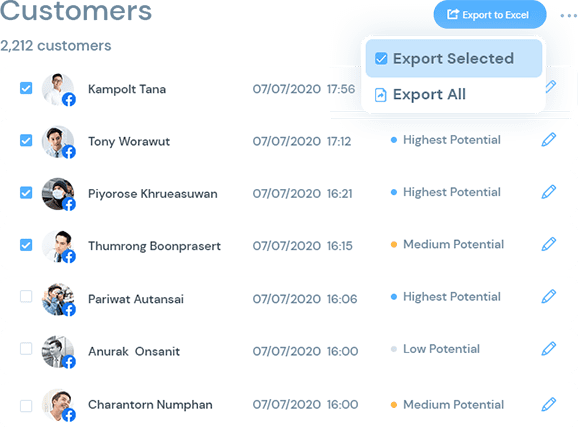 Customers
Export to Excel
2,212 customers
Export Selected
Export All
Kampolt Tana 07/07/2020 17:56
Tony Worawut 07/07/2020 17:12 Highest Potential
Piyorose Khrueasuwan 07/07/2020 16:21 Highest Potential
Thumrong Boonprasert 07/07/2020 16:15 Medium Potential
Pariwat Autansai 07/07/2020 16:06 Highest Potential
Anurak Onsanit 07/07/2020 16:00 Low Potential
Charantorn Numphan 07/07/2020 16:00 Medium Potential